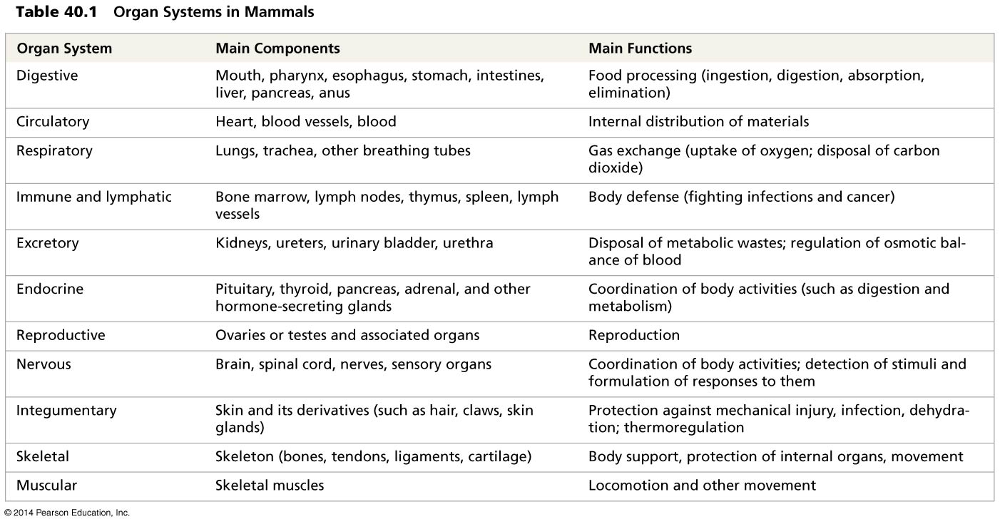 Table 40.1 Organ Systems in Mammals
Organ System Main Components Main Functions
Digestive Mouth, pharynx, esophagus, stomach, intestines, Food processing (ingestion, digestion, absorption,
liver, pancreas, anus elimination)
Circulatory Heart, blood vessels, blood Internal distribution of materials
Respiratory Lungs, trachea, other breathing tubes Gas exchange (uptake of oxygen; disposal of carbon
dioxide)
Immune and lymphatic Bone marrow, lymph nodes, thymus, spleen, lymph Body defense (fighting infections and cancer)
vessels
Excretory Kidneys, ureters, urinary bladder, urethra Disposal of metabolic wastes; regulation of osmotic bal-
ance of blood
Endocrine Pituitary, thyroid, pancreas, adrenal, and other Coordination of body activities (such as digestion and
hormone-secreting glands metabolism)
Reproductive Ovaries or testes and associated organs Reproduction
Nervous Brain, spinal cord, nerves, sensory organs Coordination of body activities; detection of stimuli and
formulation of responses to them
Integumentary Skin and its derivatives (such as hair, claws, skin Protection against mechanical injury, infection, dehydra-
glands) tion; thermoregulation
Skeletal Skeleton (bones, tendons, ligaments, cartilage) Body support, protection of internal organs, movement
Muscular Skeletal muscles Locomotion and other movement
© 2014 Pearson Education, Inc.